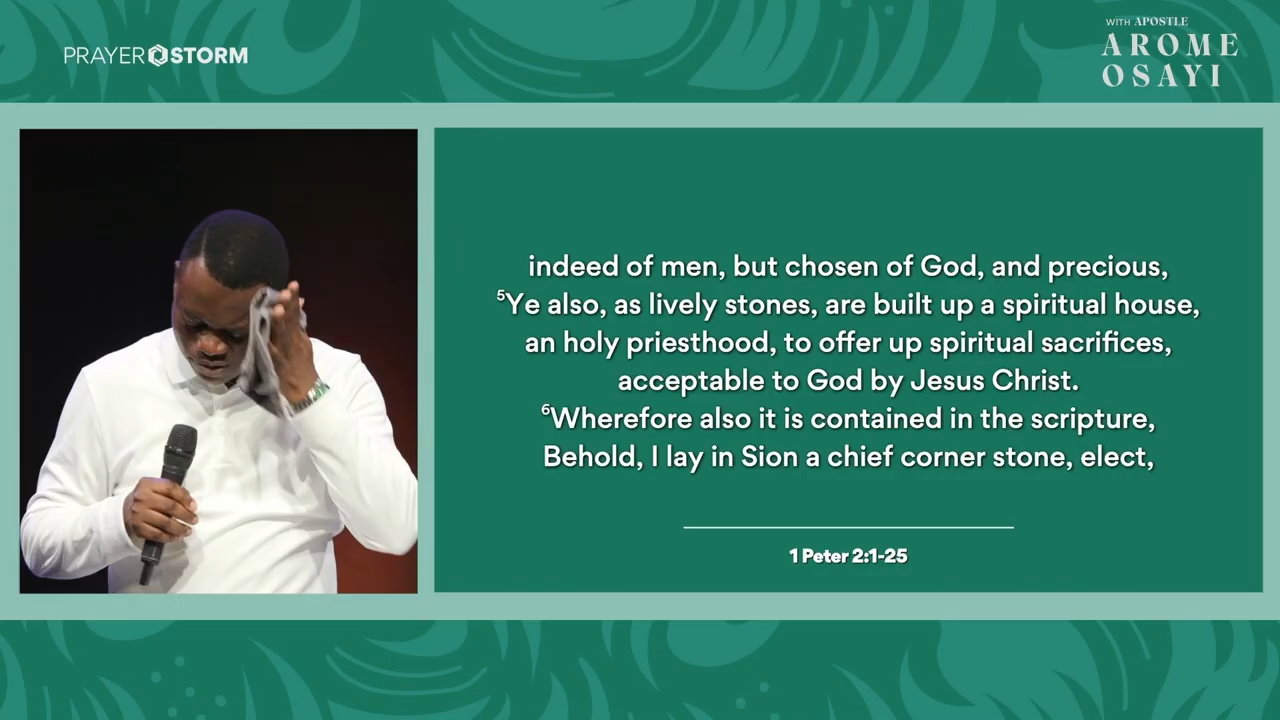 PRAYER STORM
WITH APOSTLE
AROME
OSAYI
indeed of men, but chosen of God, and precious,
⁵Ye also, as lively stones, are built up a spiritual house,
an holy priesthood, to offer up spiritual sacrifices,
acceptable to God by Jesus Christ.
⁶Wherefore also it is contained in the scripture,
Behold, I lay in Sion a chief corner stone, elect,
1 Peter 2:1-25